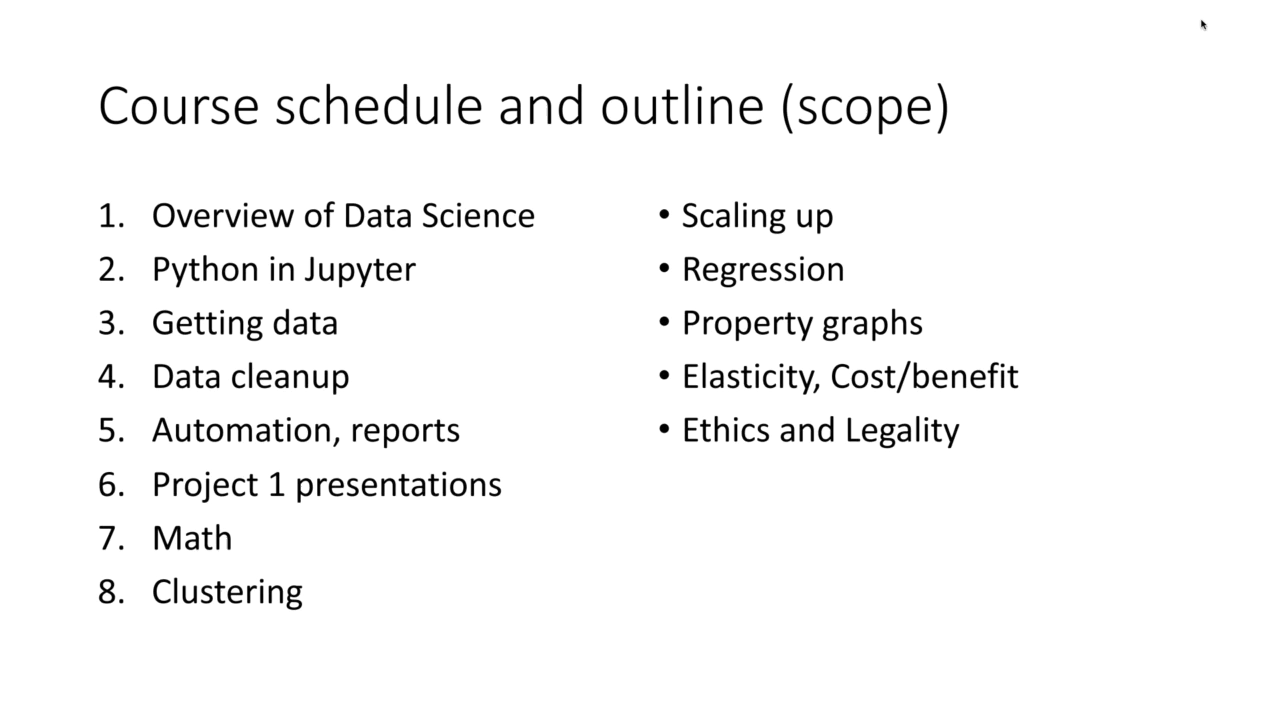 Course schedule and outline (scope)
1. Overview of Data Science
2. Python in Jupyter
3. Getting data
4. Data cleanup
5. Automation, reports
6. Project 1 presentations
7. Math
8. Clustering
• Scaling up
• Regression
• Property graphs
• Elasticity, Cost/benefit
• Ethics and Legality